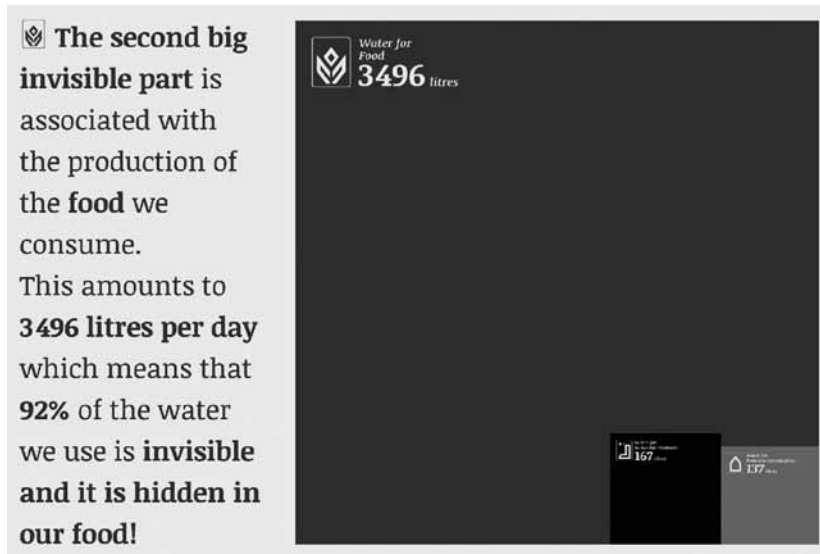 The second big
invisible part is
associated with
the production of
the food we
consume.
This amounts to
3496 litres per day
which means that
92% of the water
we use is invisible
and it is hidden in
our food!
Water for
Food
3496 litres
167
137